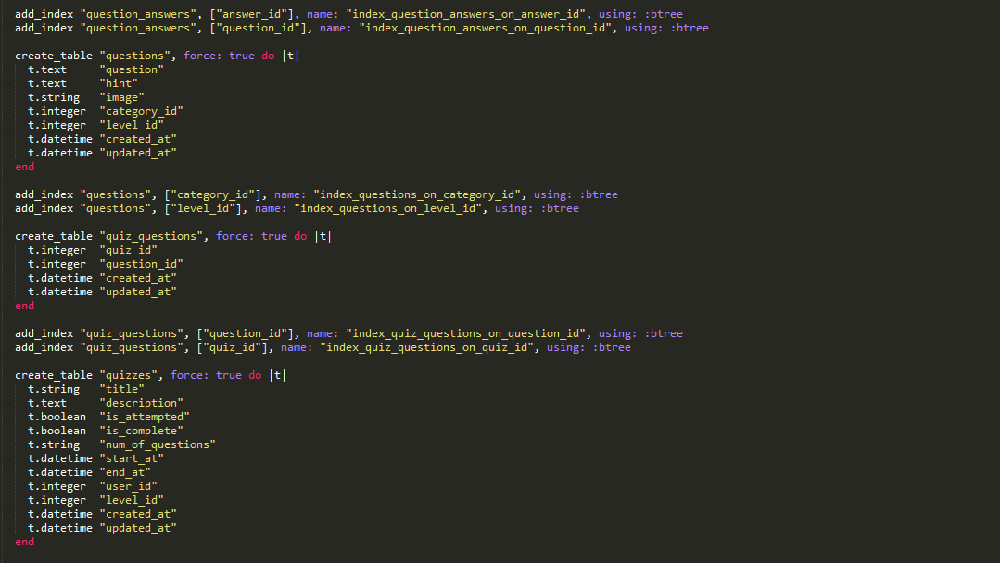 add_index "question_answers", ["answer_id"], name: "index_question_answers_on_answer_id", using: :btree
add_index "question_answers", ["question_id"], name: "index_question_answers_on_question_id", using: :btree
create_table "questions", force: true do |t|
t.text "question"
t.text "hint"
t.string "image"
t.integer "category_id"
t.integer "level_id"
t.datetime "created_at"
t.datetime "updated_at"
end
add_index "questions", ["category_id"], name: "index_questions_on_category_id", using: :btree
add_index "questions", ["level_id"], name: "index_questions_on_level_id", using: :btree
create_table "quiz_questions", force: true do |t|
t.integer "quiz_id"
t.integer "question_id"
t.datetime "created_at"
t.datetime "updated_at"
end
add_index "quiz_questions", ["question_id"], name: "index_quiz_questions_on_question_id", using: :btree
add_index "quiz_questions", ["quiz_id"], name: "index_quiz_questions_on_quiz_id", using: :btree
create_table "quizzes", force: true do |t|
t.string "title"
t.text "description"
t.boolean "is_attempted"
t.boolean "is_complete"
t.string "num_of_questions"
t.datetime "start_at"
t.datetime "end_at"
t.integer "user_id"
t.integer "level_id"
t.datetime "created_at"
t.datetime "updated_at"
end